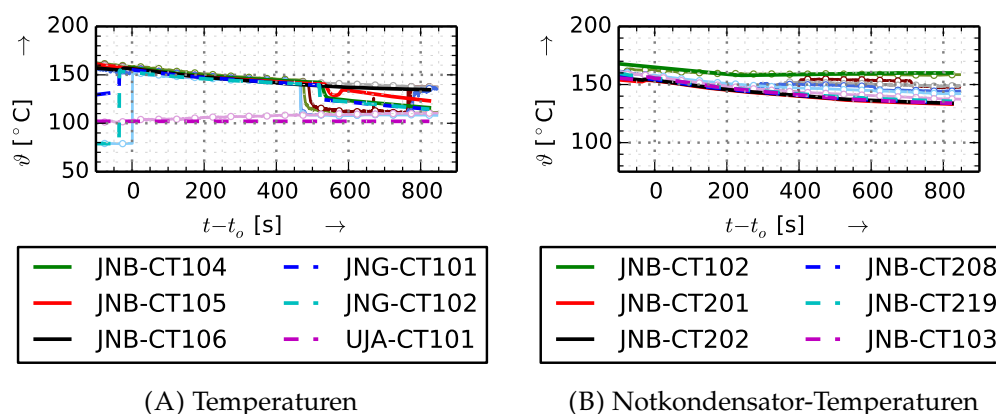 200
150
100
50
ϑ [°C] →
0 200 400 600 800
t−t_o [s] →
JNB-CT104
JNB-CT105
JNB-CT106
JNG-CT101
JNG-CT102
UJA-CT101
(A) Temperaturen
200
150
100
75
ϑ [°C] →
0 200 400 600 800
t−t_o [s] →
JNB-CT102
JNB-CT201
JNB-CT202
JNB-CT208
JNB-CT219
JNB-CT103
(B) Notkondensator-Temperaturen